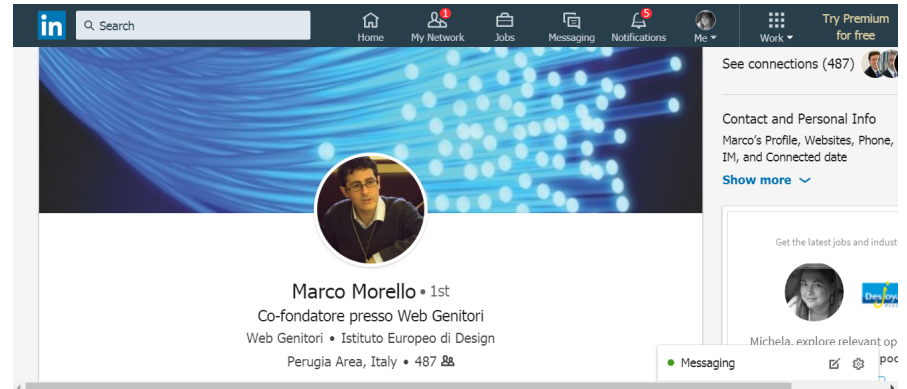 in
Search
Home
1
My Network
Jobs
Messaging
5
Notifications
Me
Work
Try Premium
for free
See connections (487)
Contact and Personal Info
Marco's Profile, Websites, Phone,
IM, and Connected date
Show more
Get the latest jobs and indust
Marco Morello • 1st
Co-fondatore presso Web Genitori
Web Genitori • Istituto Europeo di Design
Perugia Area, Italy • 487
Michela, explore relevant op
Messaging